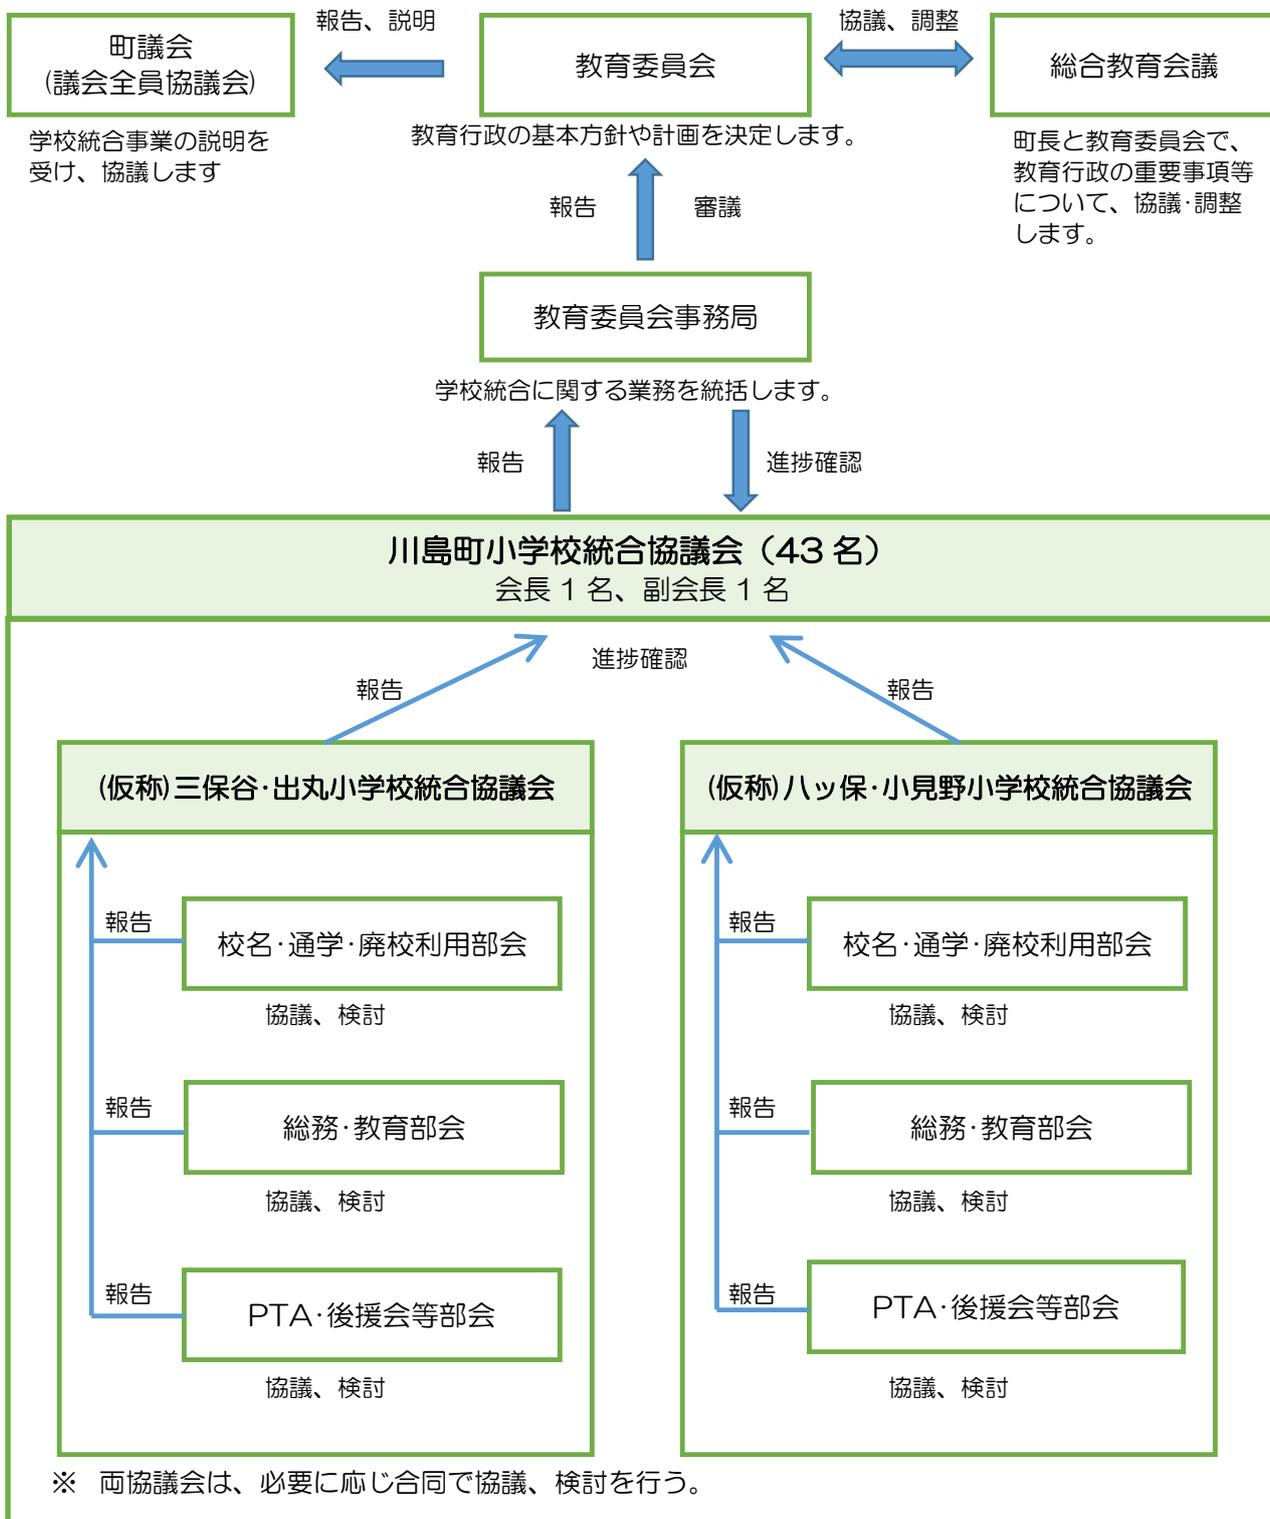 報告、説明
協議、調整
町議会
(議会全員協議会)
教育委員会
総合教育会議
学校統合事業の説明を
受け、協議します
教育行政の基本方針や計画を決定します。
町長と教育委員会で、
教育行政の重要事項等
について、協議･調整
します。
報告
審議
教育委員会事務局
学校統合に関する業務を統括します。
報告
進捗確認
川島町小学校統合協議会（43 名）
会長 1 名、副会長 1 名
進捗確認
報告
報告
(仮称)三保谷･出丸小学校統合協議会
(仮称)八ッ保･小見野小学校統合協議会
報告
校名･通学･廃校利用部会
協議、検討
報告
総務･教育部会
協議、検討
報告
PTA･後援会等部会
協議、検討
報告
校名･通学･廃校利用部会
協議、検討
報告
総務･教育部会
協議、検討
報告
PTA･後援会等部会
協議、検討
※　両協議会は、必要に応じ合同で協議、検討を行う。